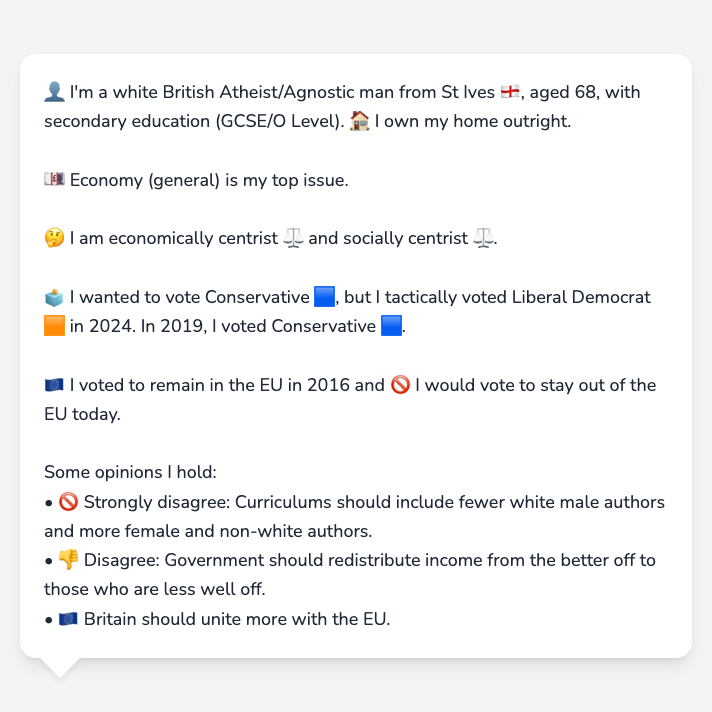 👤 I'm a white British Atheist/Agnostic man from St Ives 🏴󠁧󠁢󠁥󠁮󠁧󠁿, aged 68, with
secondary education (GCSE/O Level). 🏠 I own my home outright.
💷 Economy (general) is my top issue.
🤔 I am economically centrist ⚖️ and socially centrist ⚖️.
🗳️ I wanted to vote Conservative 🟦, but I tactically voted Liberal Democrat
🟧 in 2024. In 2019, I voted Conservative 🟦.
🇪🇺 I voted to remain in the EU in 2016 and 🚫 I would vote to stay out of the
EU today.
Some opinions I hold:
• 🚫 Strongly disagree: Curriculums should include fewer white male authors
and more female and non-white authors.
• 👎 Disagree: Government should redistribute income from the better off to
those who are less well off.
• 🇪🇺 Britain should unite more with the EU.